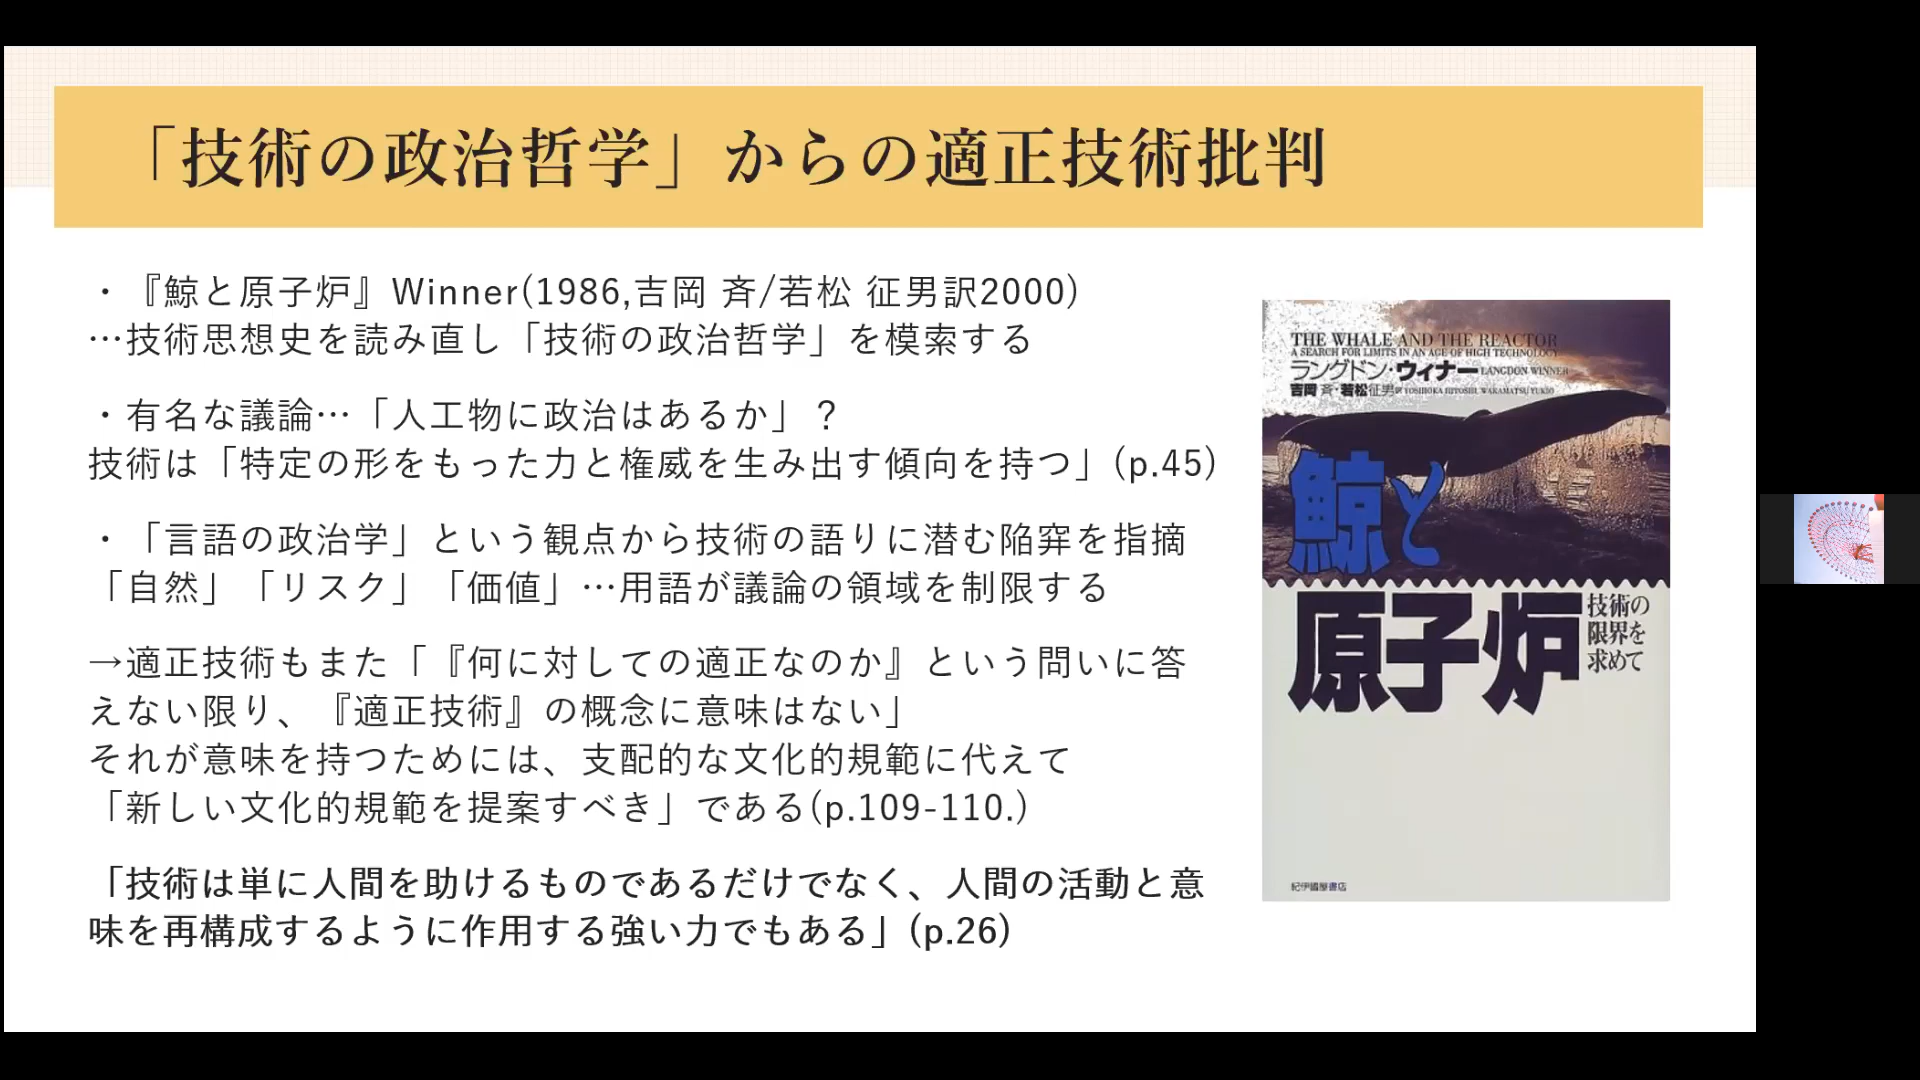 「技術の政治哲学」からの適正技術批判
・『鯨と原子炉』Winner(1986,吉岡 斉/若松 征男訳2000)
…技術思想史を読み直し「技術の政治哲学」を模索する
・有名な議論…「人工物に政治はあるか」？
技術は「特定の形をもった力と権威を生み出す傾向を持つ」(p.45)
・「言語の政治学」という観点から技術の語りに潜む陥穽を指摘
「自然」「リスク」「価値」…用語が議論の領域を制限する
→適正技術もまた「『何に対しての適正なのか』という問いに答
えない限り、『適正技術』の概念に意味はない」
それが意味を持つためには、支配的な文化的規範に代えて
「新しい文化的規範を提案すべき」である(p.109-110.)
「技術は単に人間を助けるものであるだけでなく、人間の活動と意
味を再構成するように作用する強い力でもある」(p.26)
THE WHALE AND THE REACTOR
A SEARCH FOR LIMITS IN AN AGE OF HIGH TECHNOLOGY
ラングドン・ウィナー LANGDON WINNER
吉岡 斉・若松征男訳 YOSHIOKA HITOSHI, WAKAMATSU YUKIO
鯨と
原子炉
技術の
限界を
求めて
紀伊國屋書店